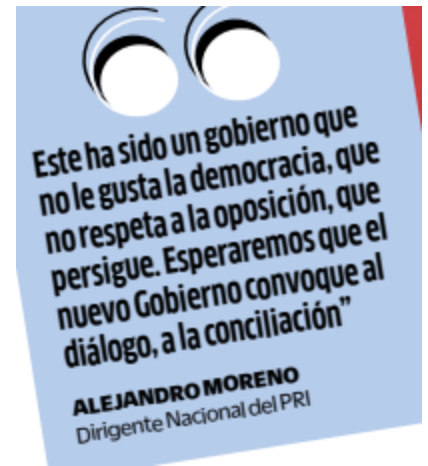 Este ha sido un gobierno que
no le gusta la democracia, que
no respeta a la oposición, que
persigue. Esperaremos que el
nuevo Gobierno convoque al
diálogo, a la conciliación”
ALEJANDRO MORENO
Dirigente Nacional del PRI